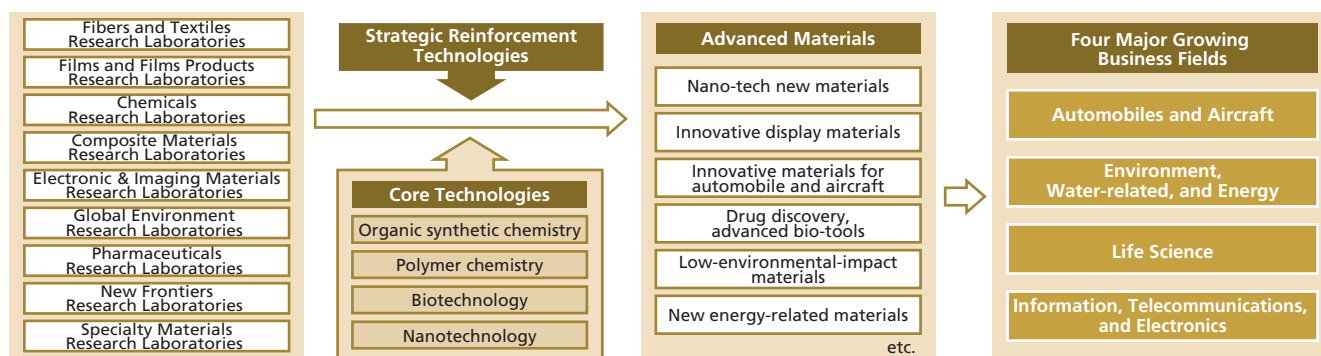 Fibers and Textiles
Research Laboratories
Films and Films Products
Research Laboratories
Chemicals
Research Laboratories
Composite Materials
Research Laboratories
Electronic & Imaging Materials
Research Laboratories
Global Environment
Research Laboratories
Pharmaceuticals
Research Laboratories
New Frontiers
Research Laboratories
Specialty Materials
Research Laboratories
Strategic Reinforcement
Technologies
Core Technologies
Organic synthetic chemistry
Polymer chemistry
Biotechnology
Nanotechnology
Advanced Materials
Nano-tech new materials
Innovative display materials
Innovative materials for
automobile and aircraft
Drug discovery,
advanced bio-tools
Low-environmental-impact
materials
New energy-related materials
etc.
Four Major Growing
Business Fields
Automobiles and Aircraft
Environment,
Water-related, and Energy
Life Science
Information, Telecommunications,
and Electronics